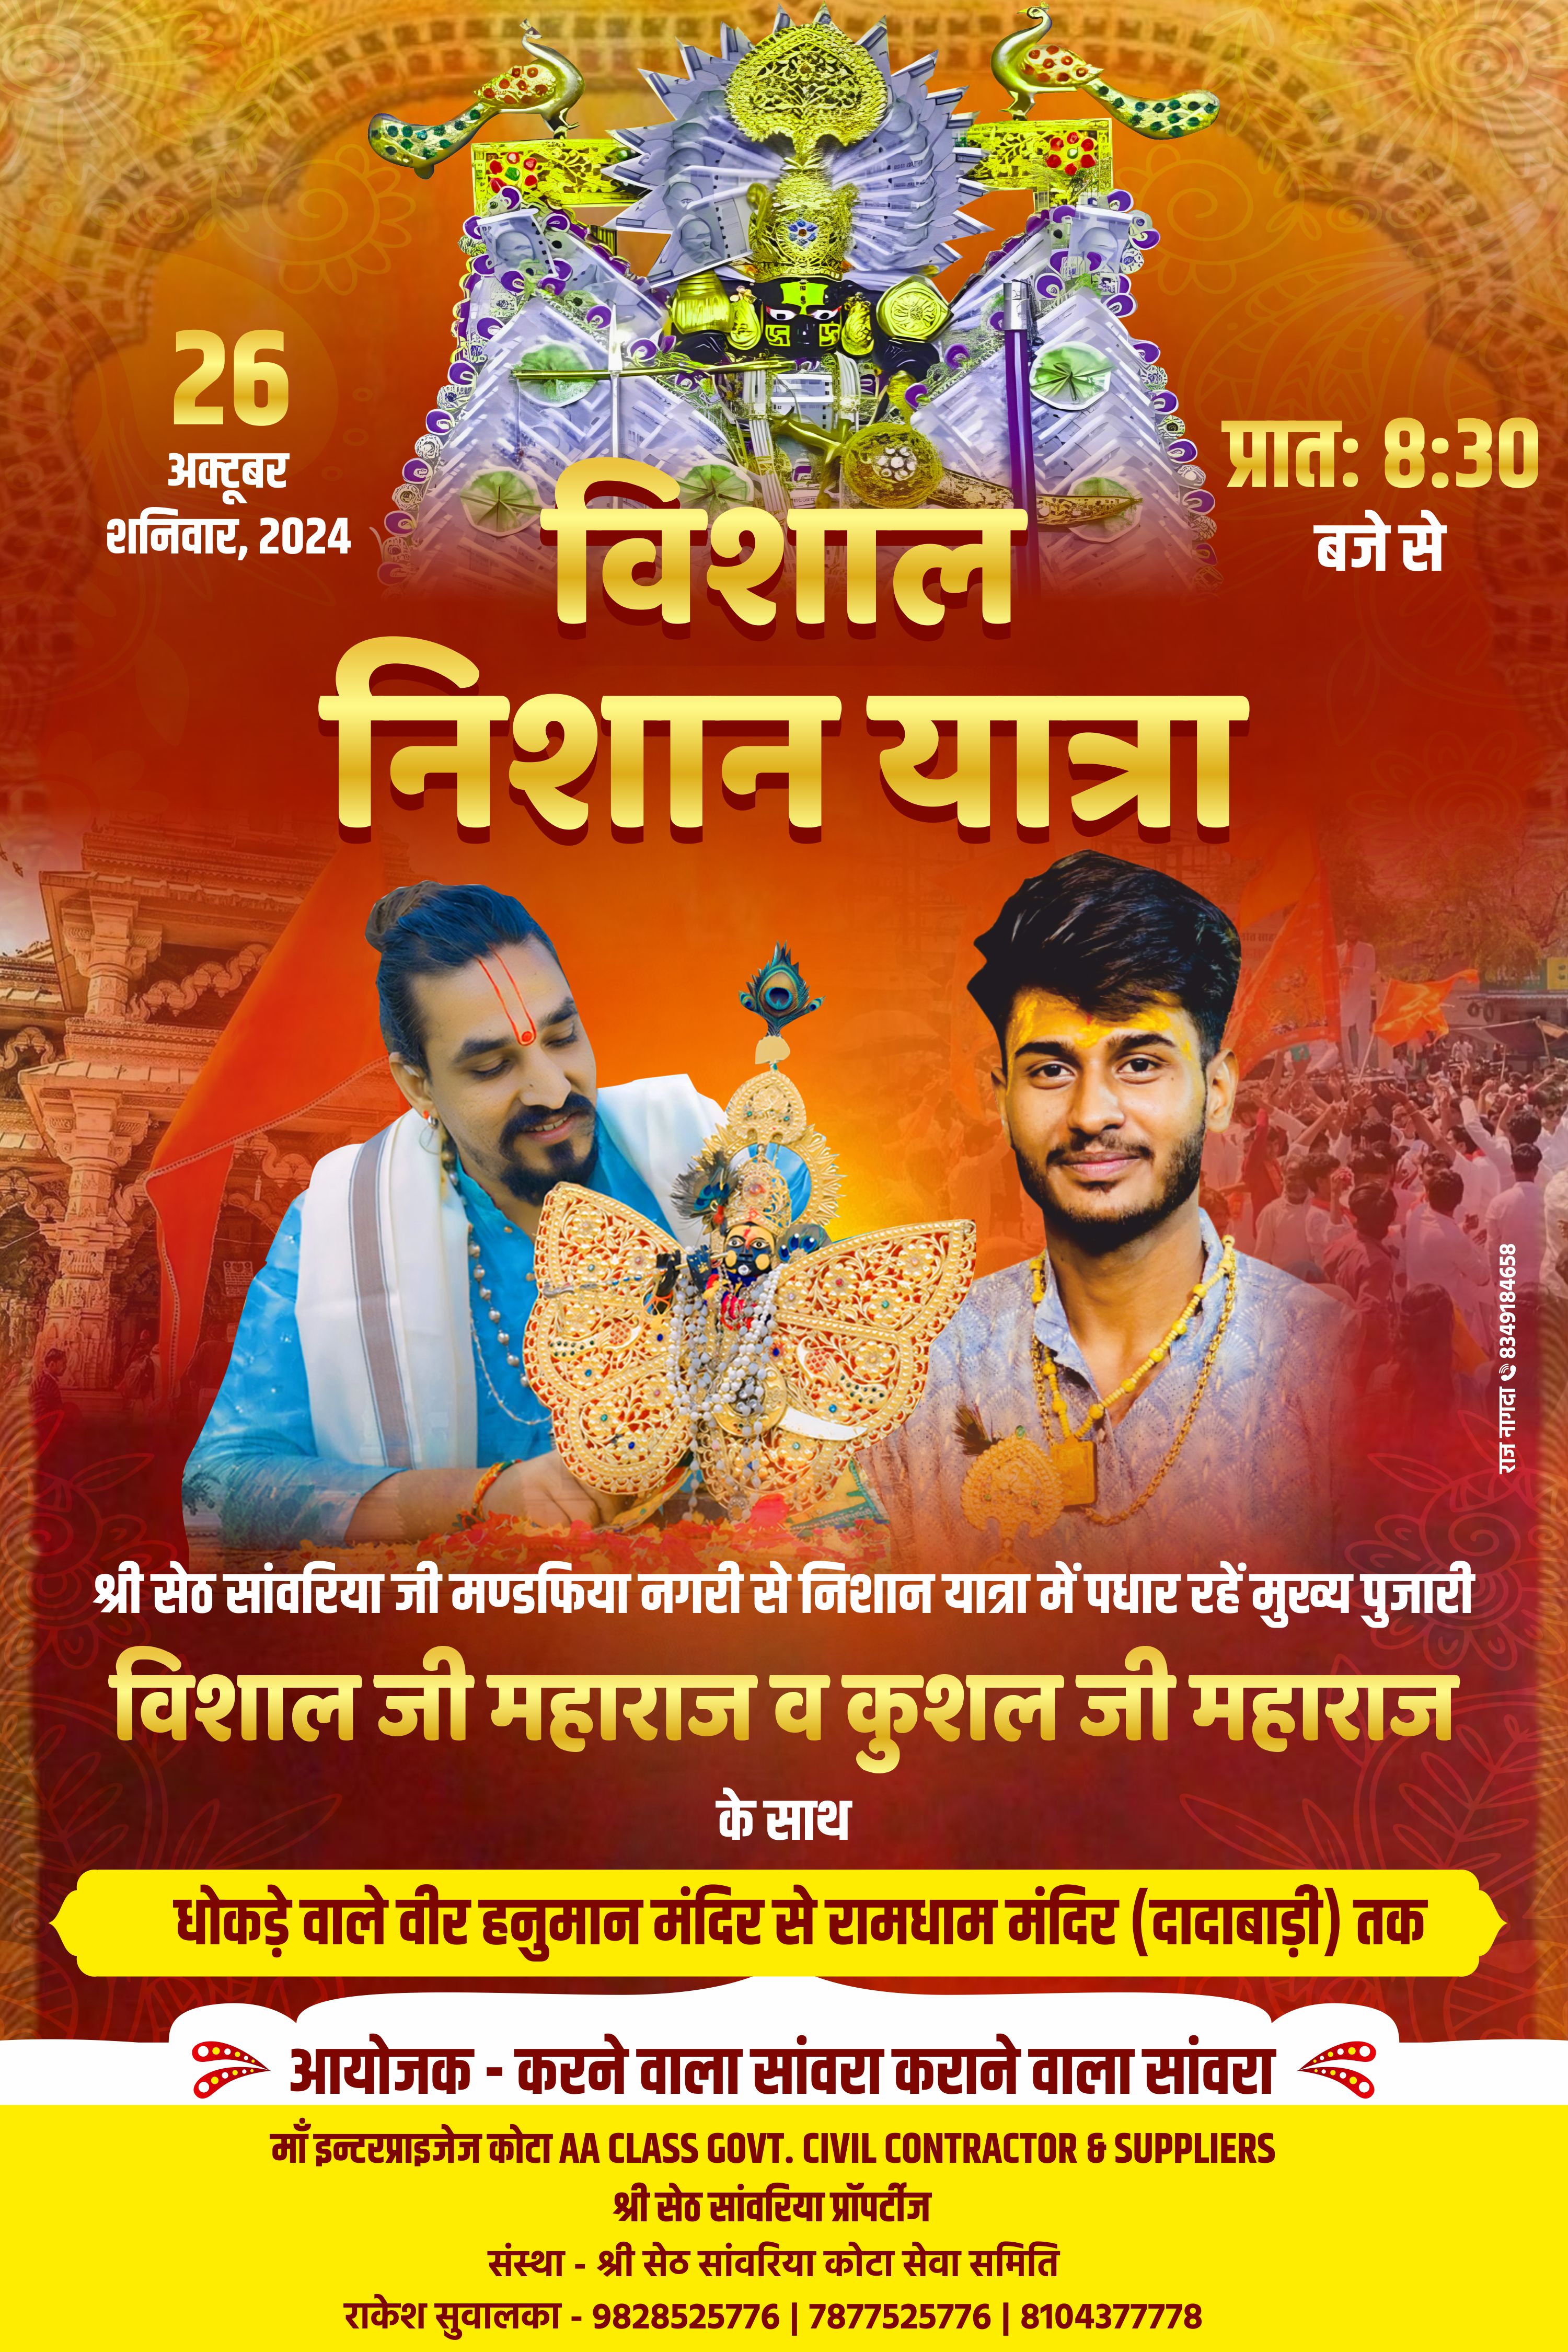 26
अक्टूबर
शनिवार, 2024
प्रात: 8:30
बजे से
विशाल
निशान यात्रा
राज नागदा 8349184658
श्री सेठ सांवरिया जी मण्डफिया नगरी से निशान यात्रा में पधार रहें मुख्य पुजारी
विशाल जी महाराज व कुशल जी महाराज
के साथ
धोकड़े वाले वीर हनुमान मंदिर से रामधाम मंदिर (दादाबाड़ी) तक
आयोजक - करने वाला सांवरा कराने वाला सांवरा
माँ इन्टरप्राइजेज कोटा AA CLASS GOVT. CIVIL CONTRACTOR & SUPPLIERS
श्री सेठ सांवरिया प्रॉपर्टीज
संस्था - श्री सेठ सांवरिया कोटा सेवा समिति
राकेश सुवालका - 9828525776 | 7877525776 | 8104377778